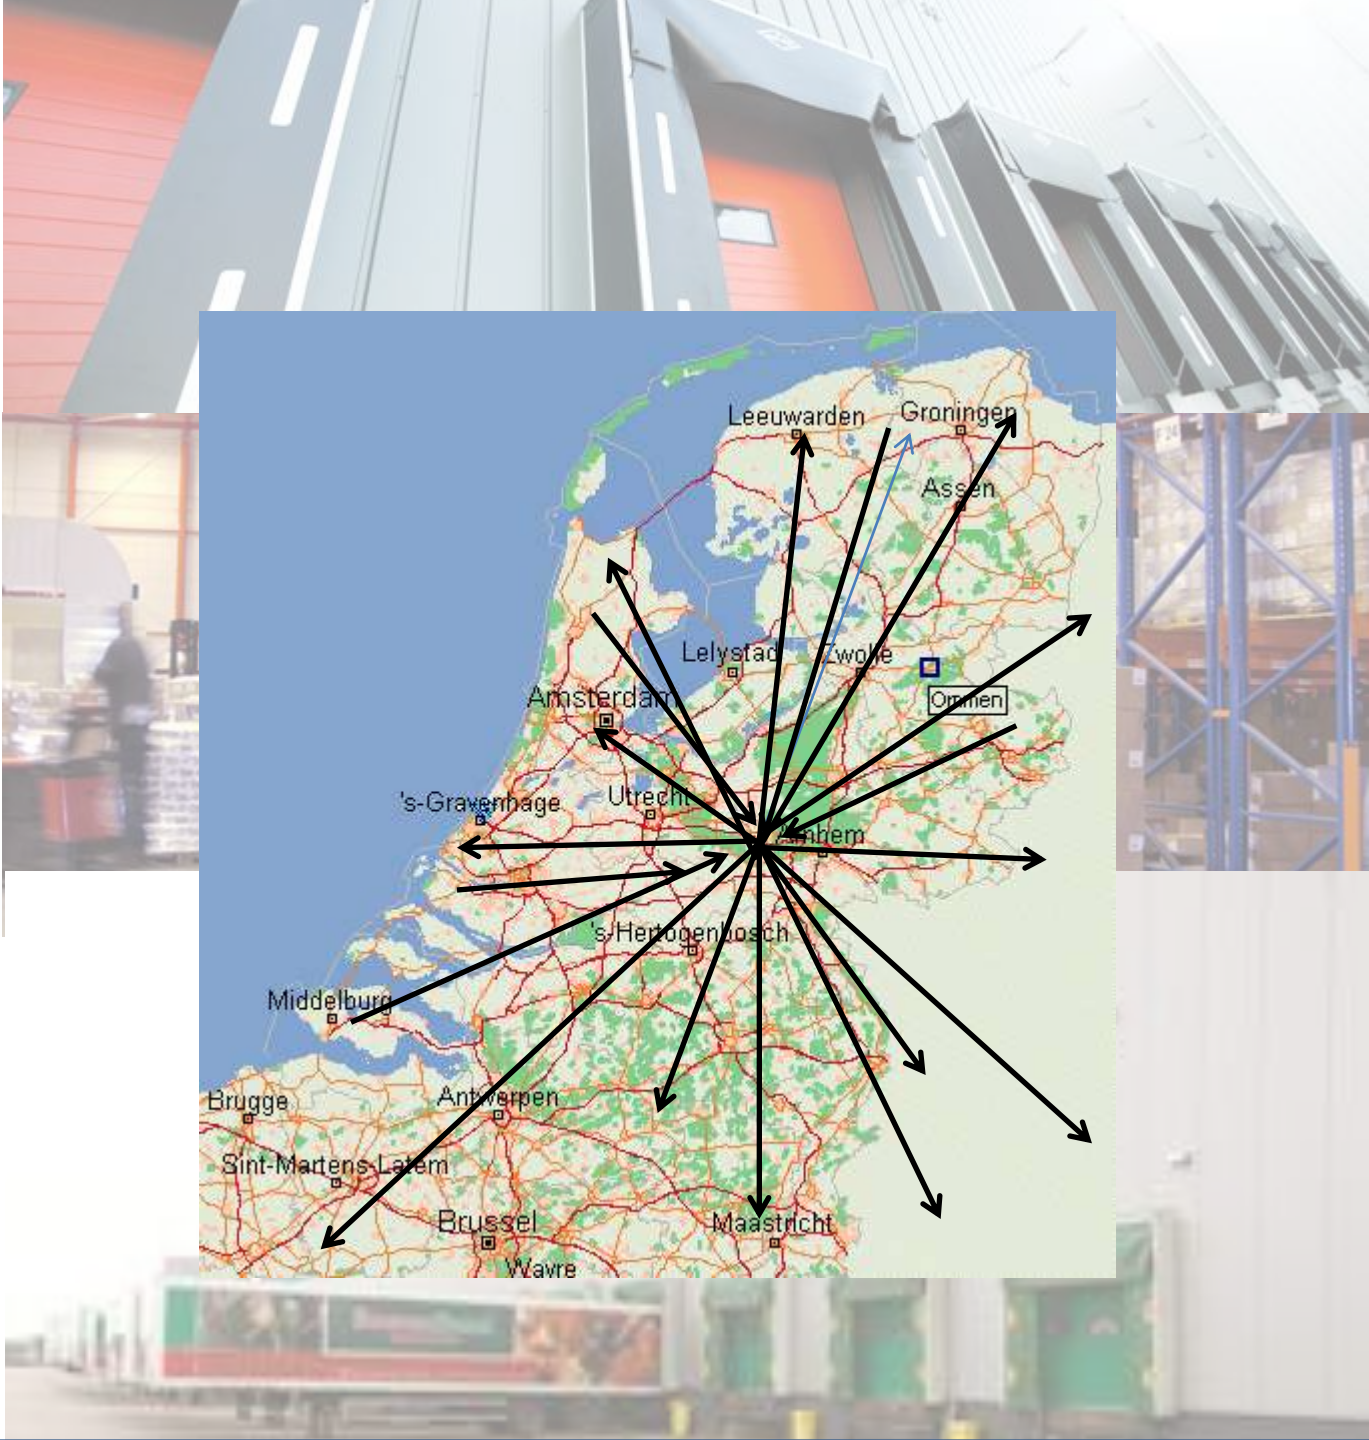 Leeuwarden
Groningen
Assen
Lelystad
Zwolle
Ommen
Amsterdam
's-Gravenhage
Utrecht
Arnhem
's-Hertogenbosch
Middelburg
Brugge
Antwerpen
Sint-Martens-Latem
Brussel
Maastricht
Wavre